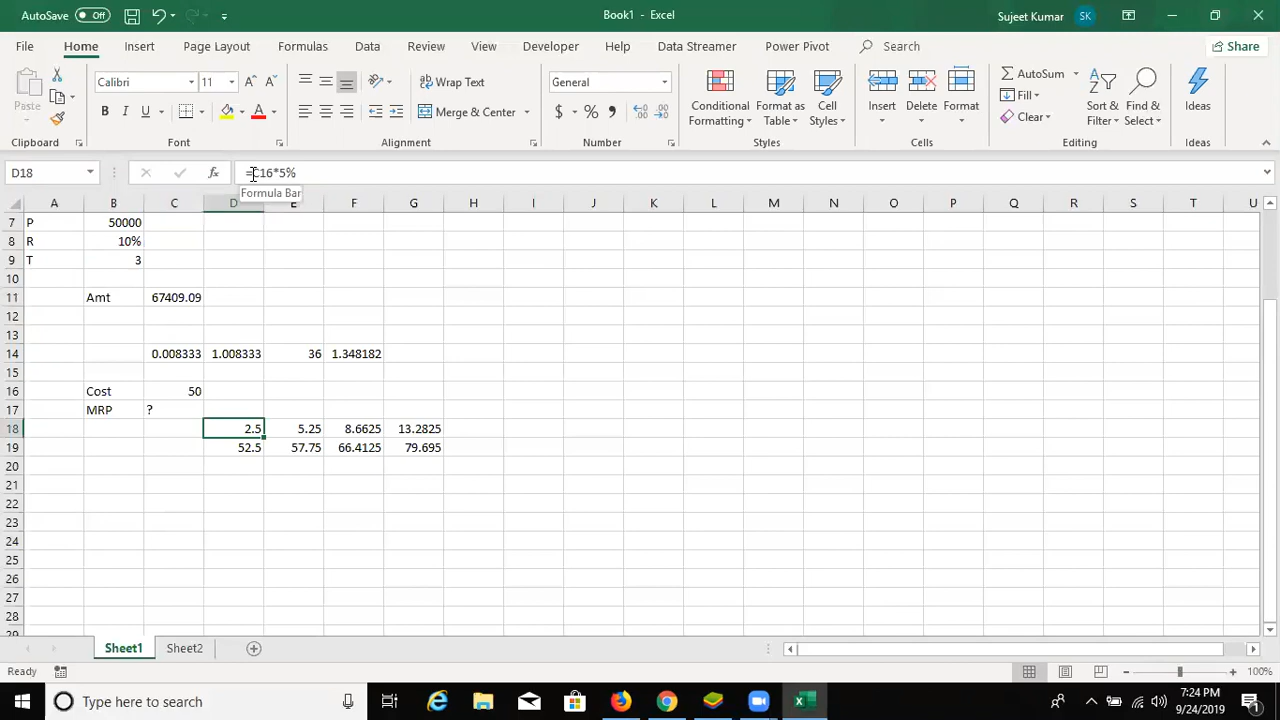 AutoSave Off Book1 - Excel Sujeet Kumar SK
File Home Insert Page Layout Formulas Data Review View Developer Help Data Streamer Power Pivot Search Share
Paste Calibri 11 Wrap Text General Conditional Formatting Format as Table Cell Styles Insert Delete Format AutoSum Sort & Filter Find & Select Ideas
B I U A Merge & Center $ % Fill Clear
Clipboard Font Alignment Number Styles Cells Editing Ideas
D18 fx =C16*5%
Formula Bar
A B C D E F G H I J K L M N O P Q R S T U
7 P 50000
8 R 10%
9 T 3
10
11 Amt 67409.09
12
13
14 0.008333 1.008333 36 1.348182
15
16 Cost 50
17 MRP ?
18 2.5 5.25 8.6625 13.2825
19 52.5 57.75 66.4125 79.695
20
21
22
23
24
25
26
27
28
29
Sheet1 Sheet2
Ready 100%
Type here to search 7:24 PM
9/24/2019